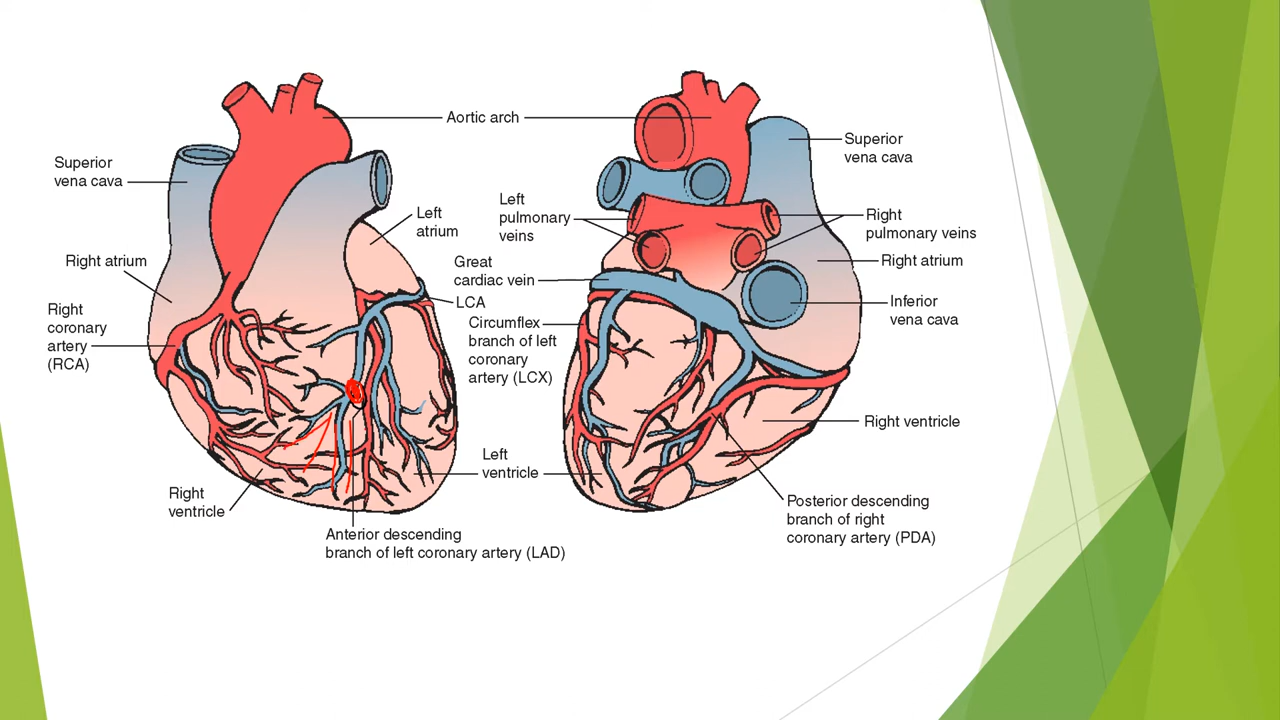 Aortic arch
Superior
vena cava
Left
atrium
Right atrium
LCA
Right
coronary
artery
(RCA)
Right
ventricle
Left
ventricle
Anterior descending
branch of left coronary artery (LAD)
Superior
vena cava
Left
pulmonary
veins
Right
pulmonary veins
Great
cardiac vein
Right atrium
Inferior
vena cava
Circumflex
branch of left
coronary
artery (LCX)
Right ventricle
Posterior descending
branch of right
coronary artery (PDA)